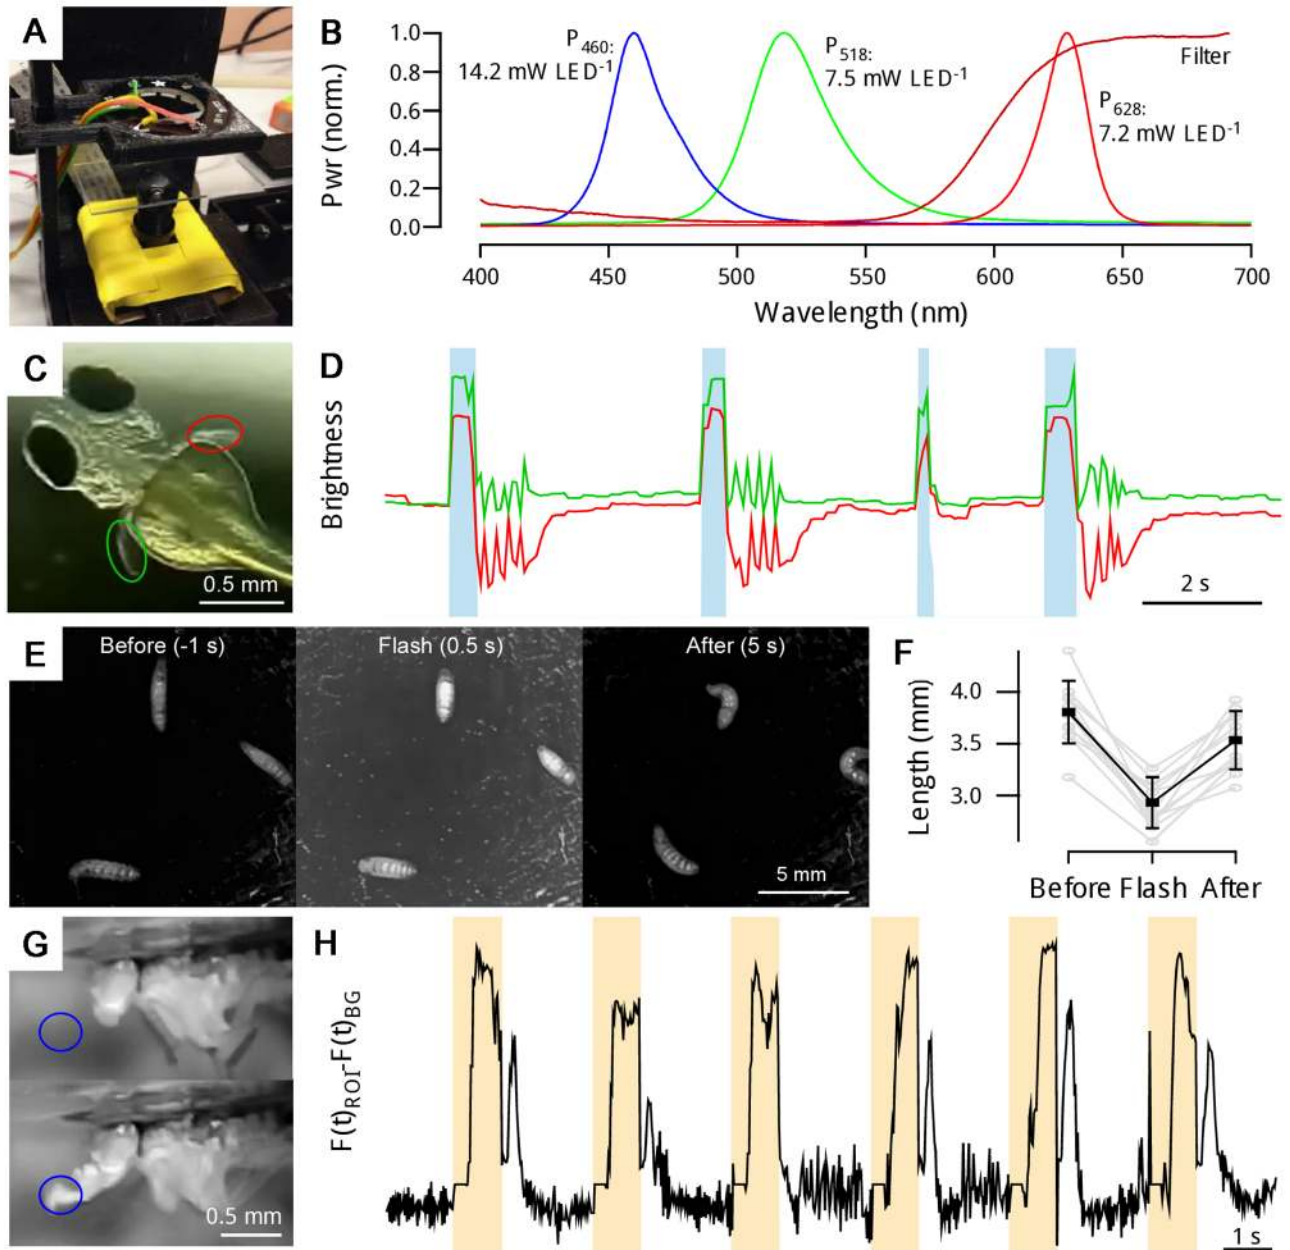 A
B
Pwr (norm.)
1.0
0.8
0.6
0.4
0.2
0.0
P460:
14.2 mW LED-1
P518:
7.5 mW LED-1
Filter
P628:
7.2 mW LED-1
400 450 500 550 600 650 700
Wavelength (nm)
C
0.5 mm
D
Brightness
2 s
E
Before (-1 s)
Flash (0.5 s)
After (5 s)
5 mm
F
Length (mm)
4.0
3.5
3.0
Before Flash After
G
0.5 mm
H
F(t)ROI-F(t)BG
1 s